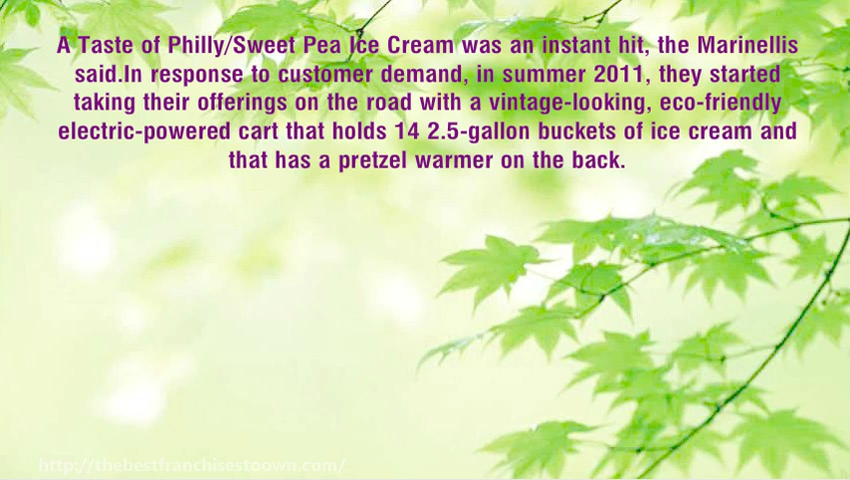 A Taste of Philly/Sweet Pea Ice Cream was an instant hit, the Marinellis
said.In response to customer demand, in summer 2011, they started
taking their offerings on the road with a vintage-looking, eco-friendly
electric-powered cart that holds 14 2.5-gallon buckets of ice cream and
that has a pretzel warmer on the back.
http://thebestfranchisestoown.com/